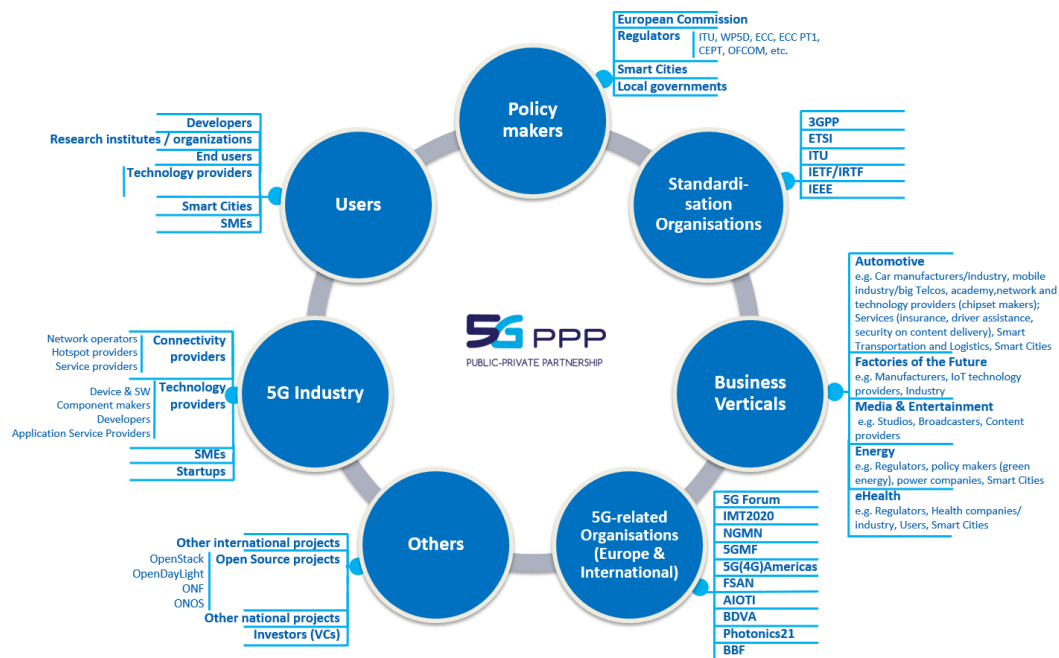 European Commission
Regulators
ITU, WP5D, ECC, ECC PT1,
CEPT, OFCOM, etc.
Smart Cities
Local governments
Policy
makers
3GPP
ETSI
ITU
IETF/IRTF
IEEE
Standardi-
sation
Organisations
Automotive
e.g. Car manufacturers/industry, mobile
industry/big Telcos, academy,network and
technology providers (chipset makers);
Services (insurance, driver assistance,
security on content delivery), Smart
Transportation and Logistics, Smart Cities
Factories of the Future
e.g. Manufacturers, IoT technology
providers, Industry
Media & Entertainment
e.g. Studios, Broadcasters, Content
providers
Energy
e.g. Regulators, policy makers (green
energy), power companies, Smart Cities
eHealth
e.g. Regulators, Health companies/
industry, Users, Smart Cities
Business
Verticals
5G Forum
IMT2020
NGMN
5GMF
5G(4G)Americas
FSAN
AIOTI
BDVA
Photonics21
BBF
5G-related
Organisations
(Europe &
International)
Others
Other international projects
Open Source projects
OpenStack
OpenDayLight
ONF
ONOS
Other national projects
Investors (VCs)
5G Industry
Connectivity
providers
Network operators
Hotspot providers
Service providers
Technology
providers
Device & SW
Component makers
Developers
Application Service Providers
SMEs
Startups
Users
Developers
Research institutes / organizations
End users
Technology providers
Smart Cities
SMEs
5G PPP
PUBLIC-PRIVATE PARTNERSHIP